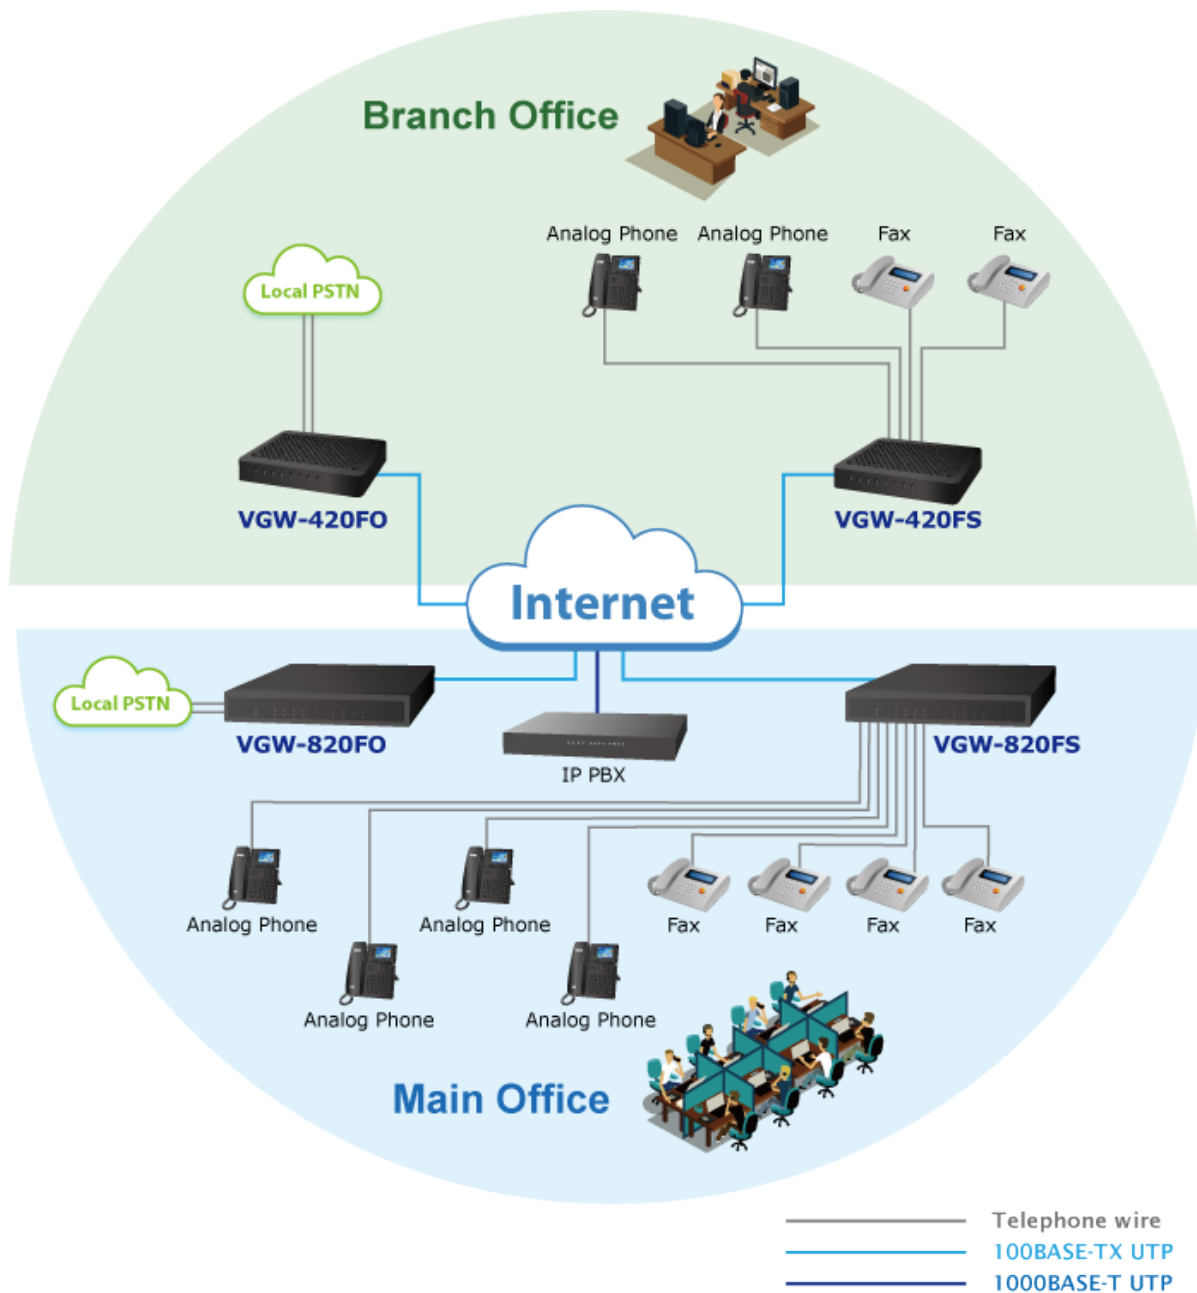 Branch Office
Analog Phone
Analog Phone
Fax
Fax
Local PSTN
VGW-420FO
VGW-420FS
Internet
Local PSTN
VGW-820FO
IP PBX
VGW-820FS
Analog Phone
Analog Phone
Fax
Fax
Fax
Fax
Analog Phone
Analog Phone
Main Office
Telephone wire
100BASE-TX UTP
1000BASE-T UTP